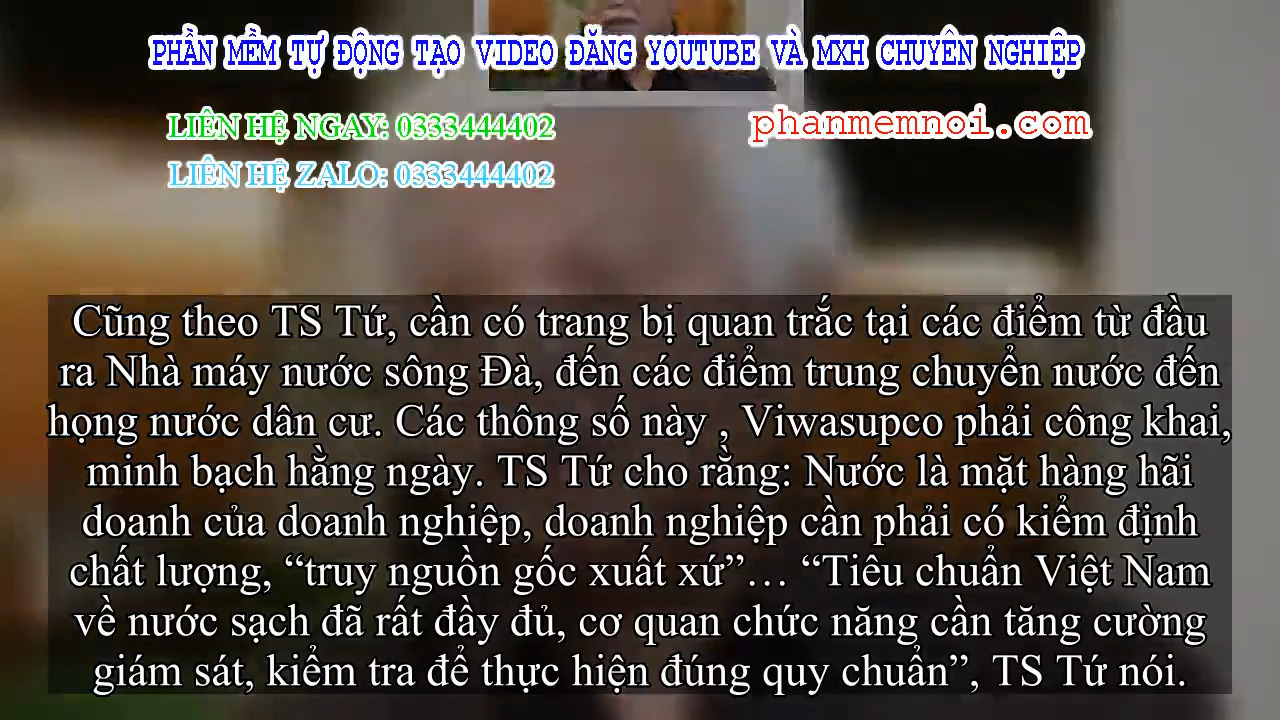 PHẦN MỀM TỰ ĐỘNG TẠO VIDEO ĐĂNG YOUTUBE VÀ MXH CHUYÊN NGHIỆP
LIÊN HỆ NGAY: 0333444402
phanmemnoi.com
LIÊN HỆ ZALO: 0333444402
Cũng theo TS Tứ, cần có trang bị quan trắc tại các điểm từ đầu
ra Nhà máy nước sông Đà, đến các điểm trung chuyển nước đến
họng nước dân cư. Các thông số này , Viwasupco phải công khai,
minh bạch hằng ngày. TS Tứ cho rằng: Nước là mặt hàng hãi
doanh của doanh nghiệp, doanh nghiệp cần phải có kiểm định
chất lượng, “truy nguồn gốc xuất xứ”… “Tiêu chuẩn Việt Nam
về nước sạch đã rất đầy đủ, cơ quan chức năng cần tăng cường
giám sát, kiểm tra để thực hiện đúng quy chuẩn”, TS Tứ nói.